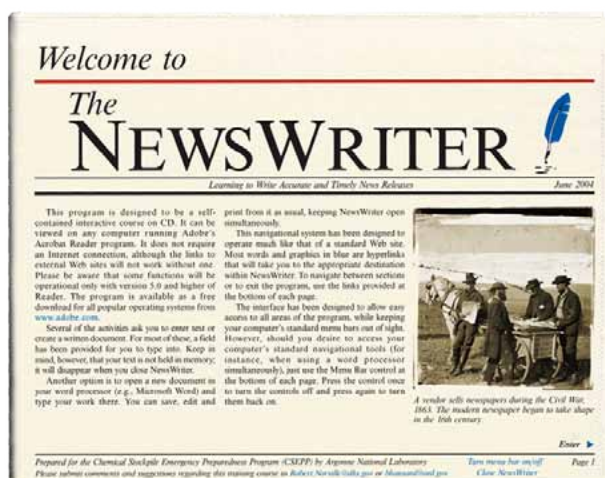 Welcome to
The
NEWSWRITER
Learning to Write Accurate and Timely News Releases
June 2004
This program is designed to be a self-
contained interactive course on CD. It can be
viewed on any computer running Adobe's
Acrobat Reader program. It does not require
an Internet connection, although the links to
external Web sites will not work without one.
Please be aware that some functions will be
operational only with version 5.0 and higher of
Reader. The program is available as a free
download for all popular operating systems from
www.adobe.com.
Several of the activities ask you to enter text or
create a written document. For most of these, a field
has been provided for you to type into. Keep in
mind, however, that your text is not held in memory;
it will disappear when you close NewsWriter.
Another option is to open a new document in
your word processor (e.g., Microsoft Word) and
type your work there. You can save, edit and
print from it as usual, keeping NewsWriter open
simultaneously.
This navigational system has been designed to
operate much like that of a standard Web site.
Most words and graphics in blue are hyperlinks
that will take you to the appropriate destination
within NewsWriter. To navigate between sections
or to exit the program, use the links provided at
the bottom of each page.
The interface has been designed to allow easy
access to all areas of the program, while keeping
your computer's standard menu bars out of sight.
However, should you desire to access your
computer's standard navigational tools (for
instance, when using a word processor
simultaneously), just use the Menu Bar control at
the bottom of each page. Press the control once
to turn the controls off and press again to turn
them back on.
A vendor sells newspapers during the Civil War,
1863. The modern newspaper began to take shape
in the 19th century.
Enter
Prepared for the Chemical Stockpile Emergency Preparedness Program (CSEPP) by Argonne National Laboratory
Please submit comments and suggestions regarding this training course to
Turn menu bar on/off
Close NewsWriter
Page 1